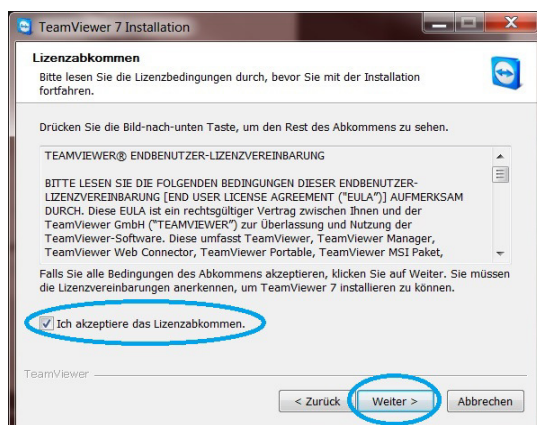 TeamViewer 7 Installation
Lizenzabkommen
Bitte lesen Sie die Lizenzbedingungen durch, bevor Sie mit der Installation
fortfahren.
Drücken Sie die Bild-nach-unten Taste, um den Rest des Abkommens zu sehen.
TEAMVIEWER® ENDBENUTZER-LIZENZVEREINBARUNG
BITTE LESEN SIE DIE FOLGENDEN BEDINGUNGEN DIESER ENDBENUTZER-
LIZENZVEREINBARUNG [END USER LICENSE AGREEMENT ("EULA")] AUFMERKSAM
DURCH. Diese EULA ist ein rechtsgültiger Vertrag zwischen Ihnen und der
TeamViewer GmbH ("TEAMVIEWER") zur Überlassung und Nutzung der
TeamViewer-Software. Diese umfasst TeamViewer, TeamViewer Manager,
TeamViewer Web Connector, TeamViewer Portable, TeamViewer MSI Paket,
Falls Sie alle Bedingungen des Abkommens akzeptieren, klicken Sie auf Weiter. Sie müssen
die Lizenzvereinbarungen anerkennen, um TeamViewer 7 installieren zu können.
Ich akzeptiere das Lizenzabkommen.
TeamViewer
< Zurück Weiter > Abbrechen